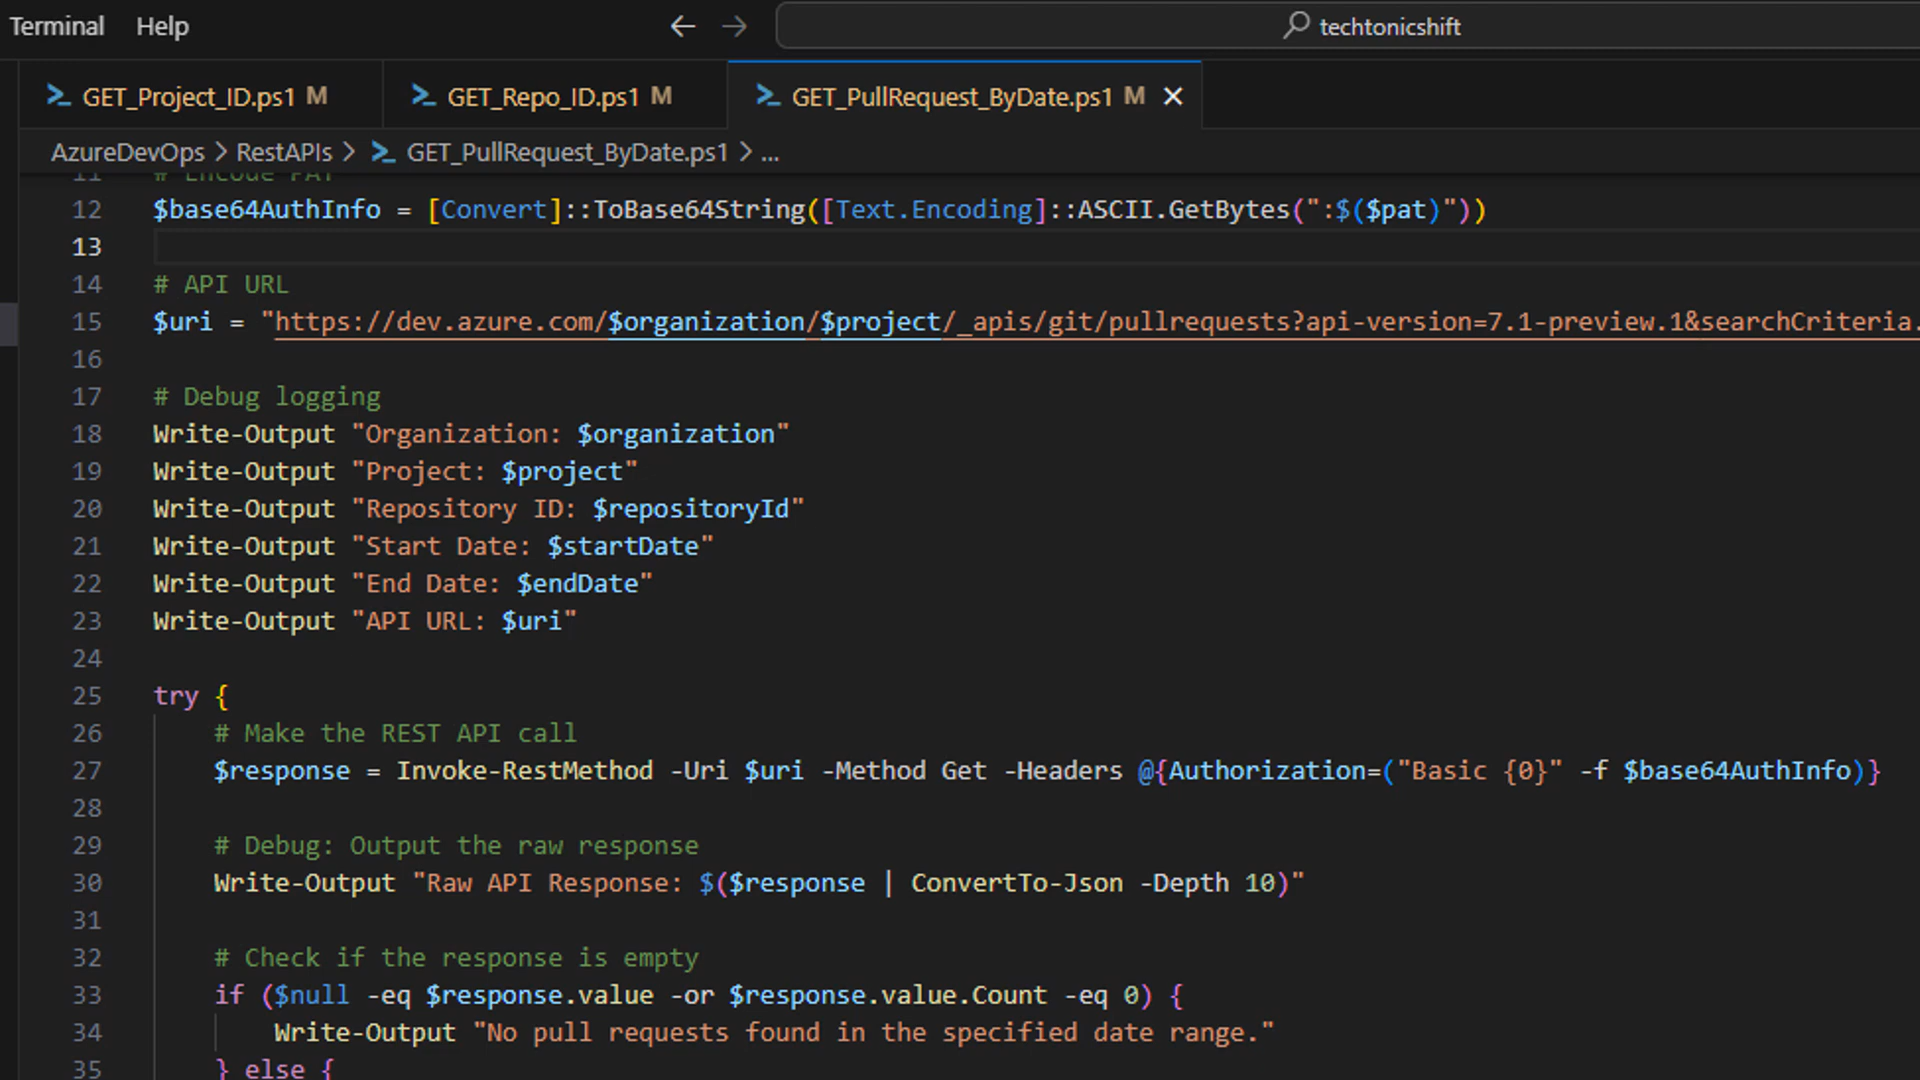 Terminal Help techtonicshift
GET_Project_ID.ps1 M GET_Repo_ID.ps1 M GET_PullRequest_ByDate.ps1 M
AzureDevOps > RestAPIs > GET_PullRequest_ByDate.ps1 > ...
11 # Encode PAT
12 $base64AuthInfo = [Convert]::ToBase64String([Text.Encoding]::ASCII.GetBytes(":$($pat)"))
13
14 # API URL
15 $uri = "https://dev.azure.com/$organization/$project/_apis/git/pullrequests?api-version=7.1-preview.1&searchCriteria.
16
17 # Debug logging
18 Write-Output "Organization: $organization"
19 Write-Output "Project: $project"
20 Write-Output "Repository ID: $repositoryId"
21 Write-Output "Start Date: $startDate"
22 Write-Output "End Date: $endDate"
23 Write-Output "API URL: $uri"
24
25 try {
26 # Make the REST API call
27 $response = Invoke-RestMethod -Uri $uri -Method Get -Headers @{Authorization=("Basic {0}" -f $base64AuthInfo)}
28
29 # Debug: Output the raw response
30 Write-Output "Raw API Response: $($response | ConvertTo-Json -Depth 10)"
31
32 # Check if the response is empty
33 if ($null -eq $response.value -or $response.value.Count -eq 0) {
34 Write-Output "No pull requests found in the specified date range."
35 } else {